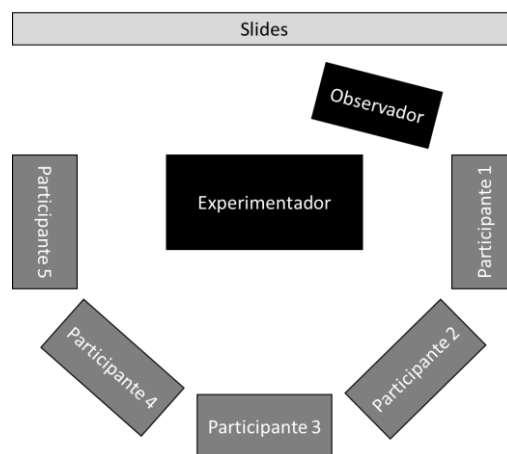 Slides
Observador
Experimentador
Participante 1
Participante 5
Participante 2
Participante 4
Participante 3